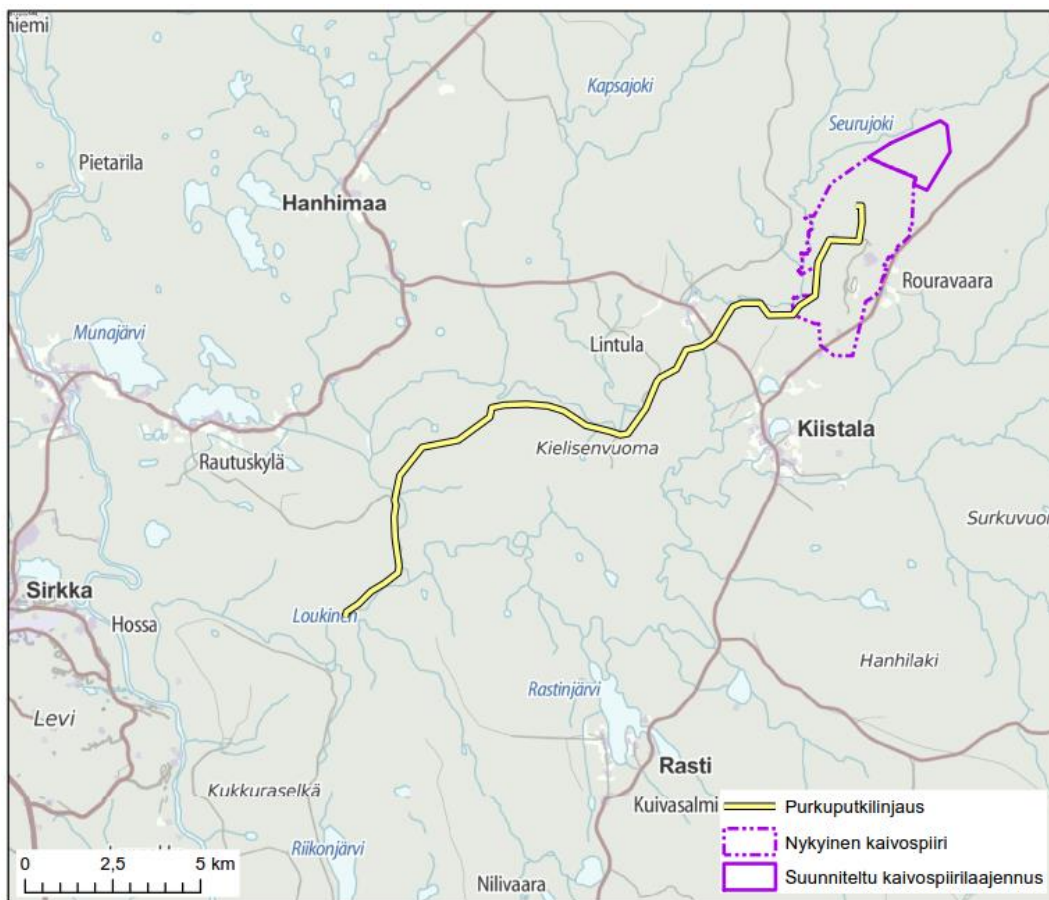 niemi
Kapsajoki
Seurujoki
Pietarila
Hanhimaa
Rouravaara
Munajärvi
Lintula
Kiistala
Kielisenvuoma
Rautuskylä
Surkuvuon
Sirkka
Loukinen
Hossa
Hanhilaki
Rastinjärvi
Levi
Rasti
Kukkuraselkä
Kuivasalmi
Riikonjärvi
Nilivaara
0 2,5 5 km
Purkuputkilinjaus
Nykyinen kaivospiiri
Suunniteltu kaivospiirilaajennus